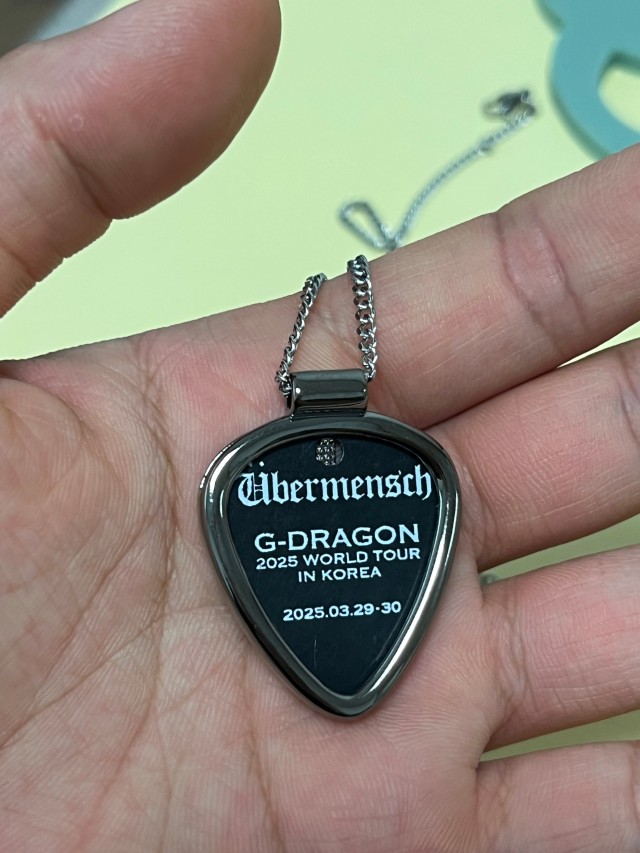 Übermensch
G-DRAGON
2025 WORLD TOUR
IN KOREA
2025.03.29-30